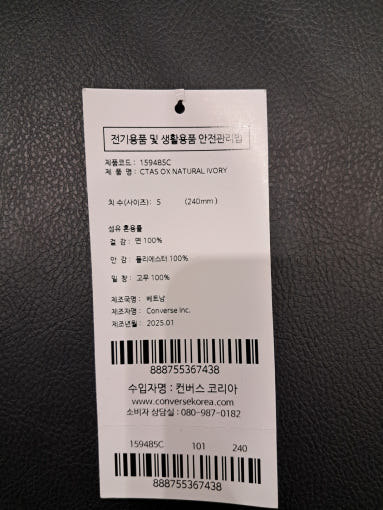 전기용품 및 생활용품 안전관리법
제품코드 : 159485C
제 품 명 : CTAS OX NATURAL IVORY
치 수(사이즈) : 5 (240mm)
섬유 혼용율
겉 감 : 면 100%
안 감 : 폴리에스터 100%
밑 창 : 고무 100%
제조국명 : 베트남
제조자명 : Converse Inc.
제조년월 : 2025.01
888755367438
수입자명 : 컨버스 코리아
www.conversekorea.com
소비자 상담실 : 080-987-0182
159485C 101 240
888755367438